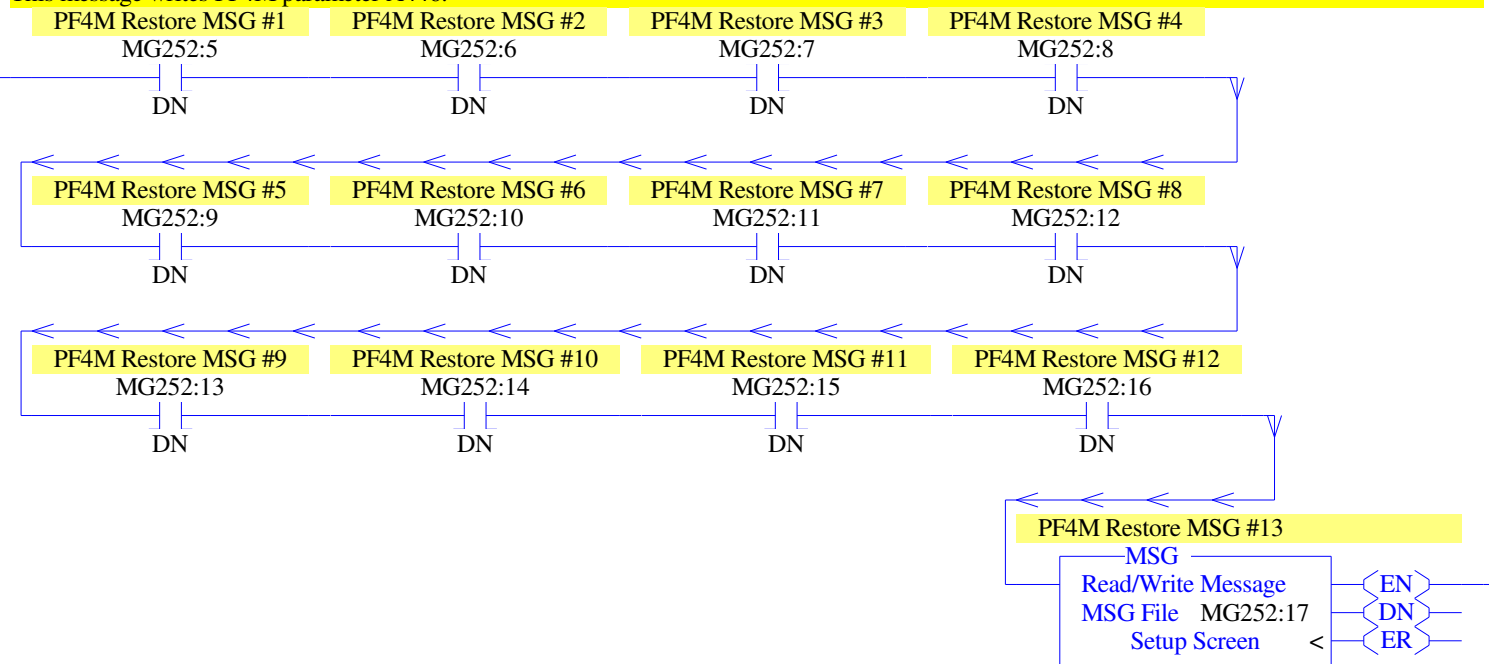 PF4M Restore MSG #1 PF4M Restore MSG #2 PF4M Restore MSG #3 PF4M Restore MSG #4
MG252:5 MG252:6 MG252:7 MG252:8
DN DN DN DN
PF4M Restore MSG #5 PF4M Restore MSG #6 PF4M Restore MSG #7 PF4M Restore MSG #8
MG252:9 MG252:10 MG252:11 MG252:12
DN DN DN DN
PF4M Restore MSG #9 PF4M Restore MSG #10 PF4M Restore MSG #11 PF4M Restore MSG #12
MG252:13 MG252:14 MG252:15 MG252:16
DN DN DN DN
PF4M Restore MSG #13
MSG
Read/Write Message EN
MSG File MG252:17 DN
Setup Screen < ER